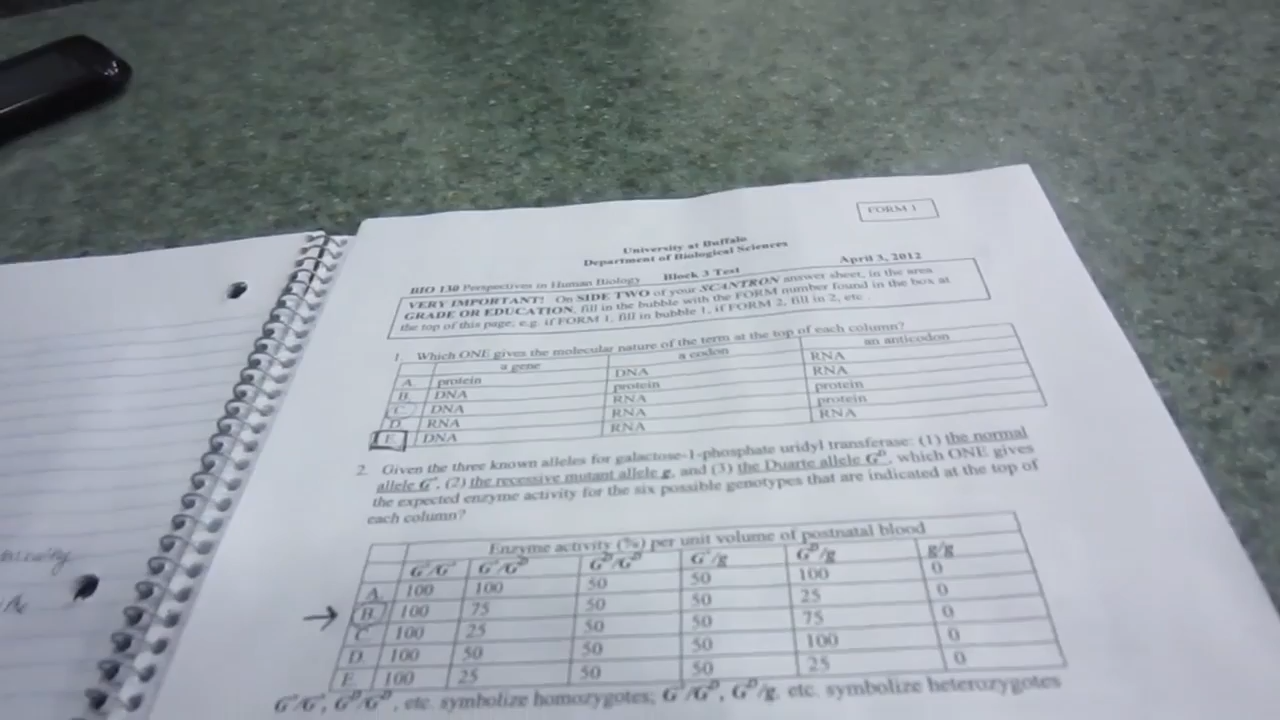 FORM 1
University at Buffalo
Department of Biological Sciences
BIO 130 Perspectives in Human Biology Block 3 Test April 3, 2012
VERY IMPORTANT! On SIDE TWO of your SCANTRON answer sheet, in the area
GRADE OR EDUCATION, fill in the bubble with the FORM number found in the box at
the top of this page; e.g. if FORM 1, fill in bubble 1, if FORM 2, fill in 2, etc
1. Which ONE gives the molecular nature of the term at the top of each column?
a gene a codon an anticodon
A. protein DNA RNA
B. DNA protein RNA
C. DNA RNA protein
D. RNA RNA protein
E. DNA RNA RNA
2. Given the three known alleles for galactose-1-phosphate uridyl transferase: (1) the normal
allele G⁺, (2) the recessive mutant allele g, and (3) the Duarte allele Gᴰ, which ONE gives
the expected enzyme activity for the six possible genotypes that are indicated at the top of
each column?
Enzyme activity (%) per unit volume of postnatal blood
G⁺/G⁺ G⁺/Gᴰ Gᴰ/Gᴰ G⁺/g Gᴰ/g g/g
A. 100 100 50 50 100 0
B. 100 75 50 50 25 0
C. 100 25 50 50 75 0
D. 100 50 50 50 100 0
E. 100 25 50 50 25 0
G⁺/G⁺, Gᴰ/Gᴰ, etc. symbolize homozygotes; G⁺/Gᴰ, Gᴰ/g, etc. symbolize heterozygotes